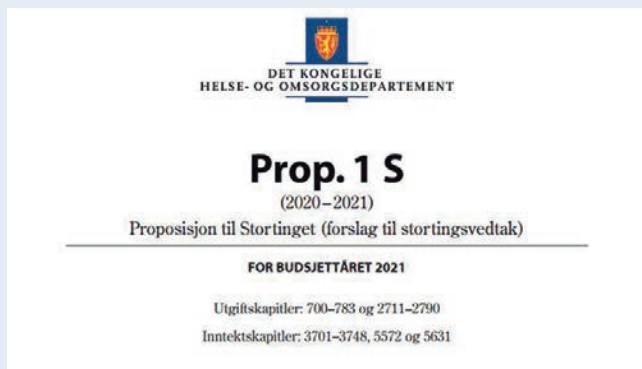 DET KONGELIGE
HELSE- OG OMSORGSDEPARTEMENT
Prop. 1 S
(2020–2021)
Proposisjon til Stortinget (forslag til stortingsvedtak)
FOR BUDSJETTÅRET 2021
Utgiftskapitler: 700–783 og 2711–2790
Inntektskapitler: 3701–3748, 5572 og 5631